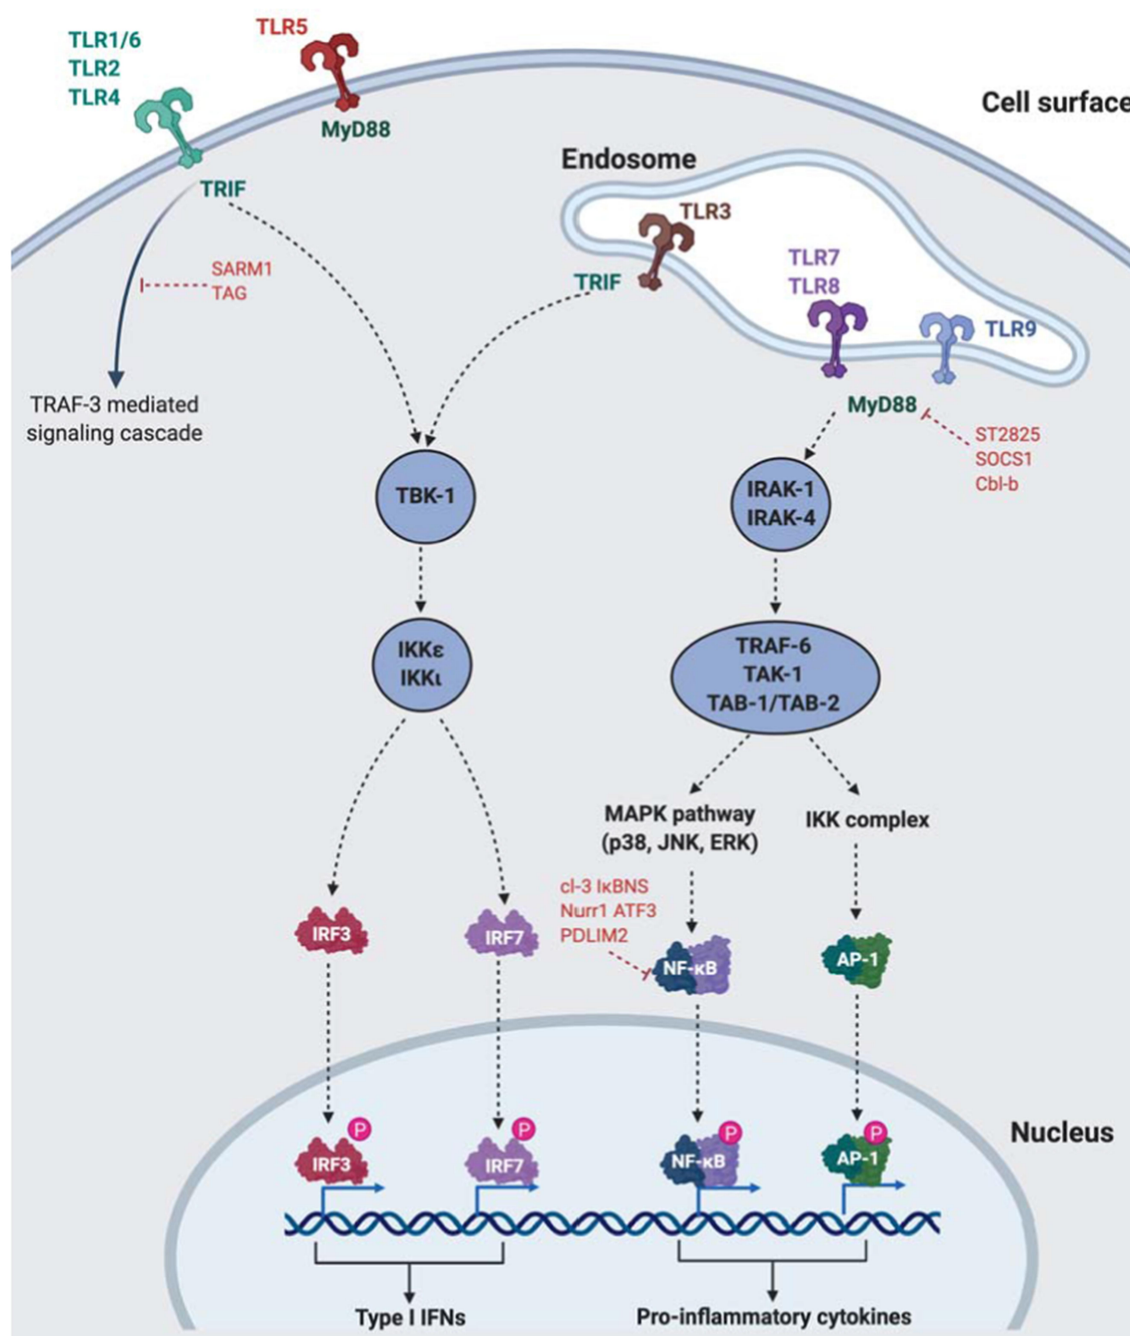 TLR1/6
TLR2
TLR4
TLR5
MyD88
Cell surface
TRIF
Endosome
TLR3
TRIF
TLR7
TLR8
TLR9
SARM1
TAG
TRAF-3 mediated
signaling cascade
MyD88
ST2825
SOCS1
Cbl-b
TBK-1
IRAK-1
IRAK-4
IKKε
IKKι
TRAF-6
TAK-1
TAB-1/TAB-2
MAPK pathway
(p38, JNK, ERK)
IKK complex
cl-3 IκBNS
Nurr1 ATF3
PDLIM2
IRF3
IRF7
NF-κB
AP-1
Nucleus
P
P
P
P
IRF3
IRF7
NF-κB
AP-1
Type I IFNs
Pro-inflammatory cytokines